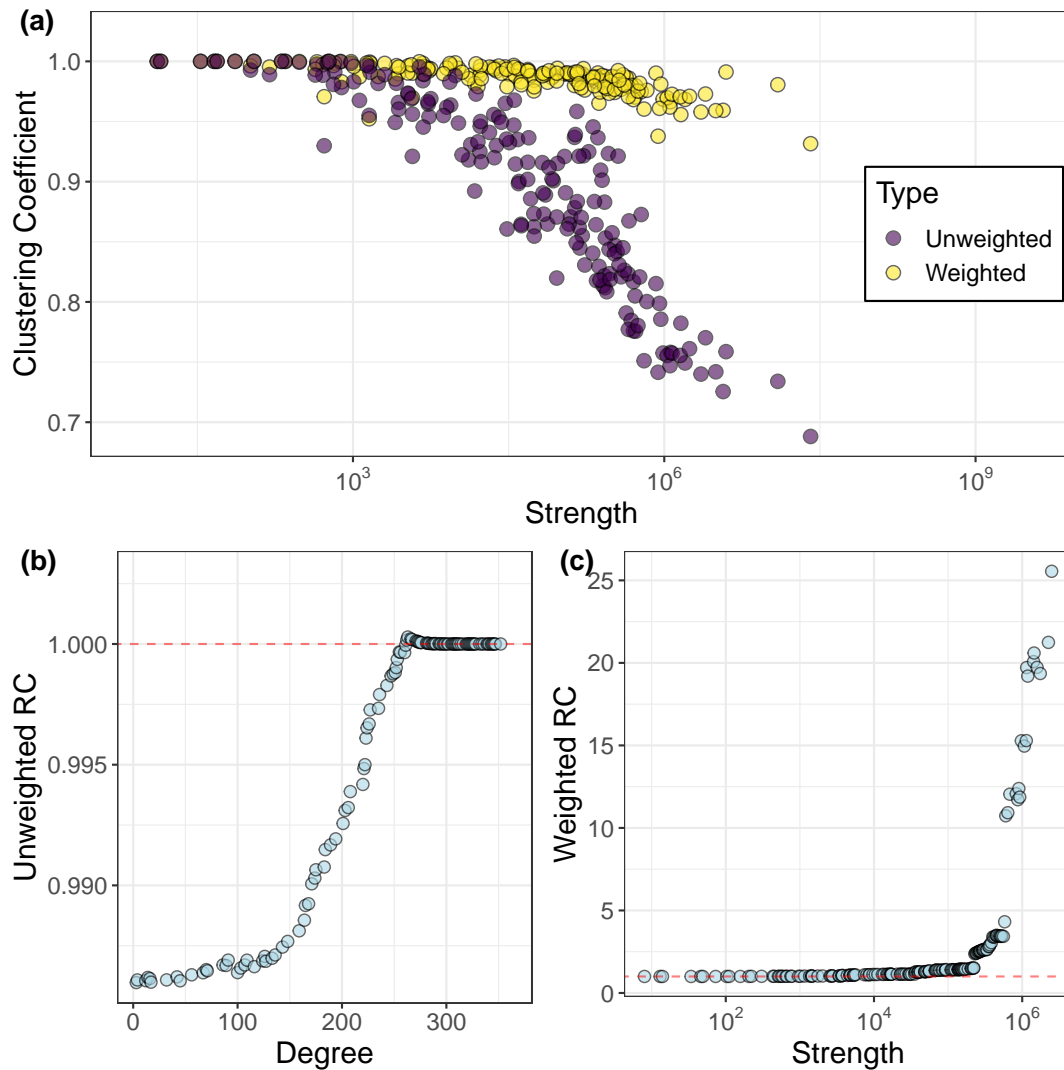 (a)
Clustering Coefficient
1.0
0.9
0.8
0.7
10³
10⁶
10⁹
Strength
Type
Unweighted
Weighted
(b)
Unweighted RC
1.000
0.995
0.990
0
100
200
300
Degree
(c)
Weighted RC
25
20
15
10
5
0
10²
10⁴
10⁶
Strength